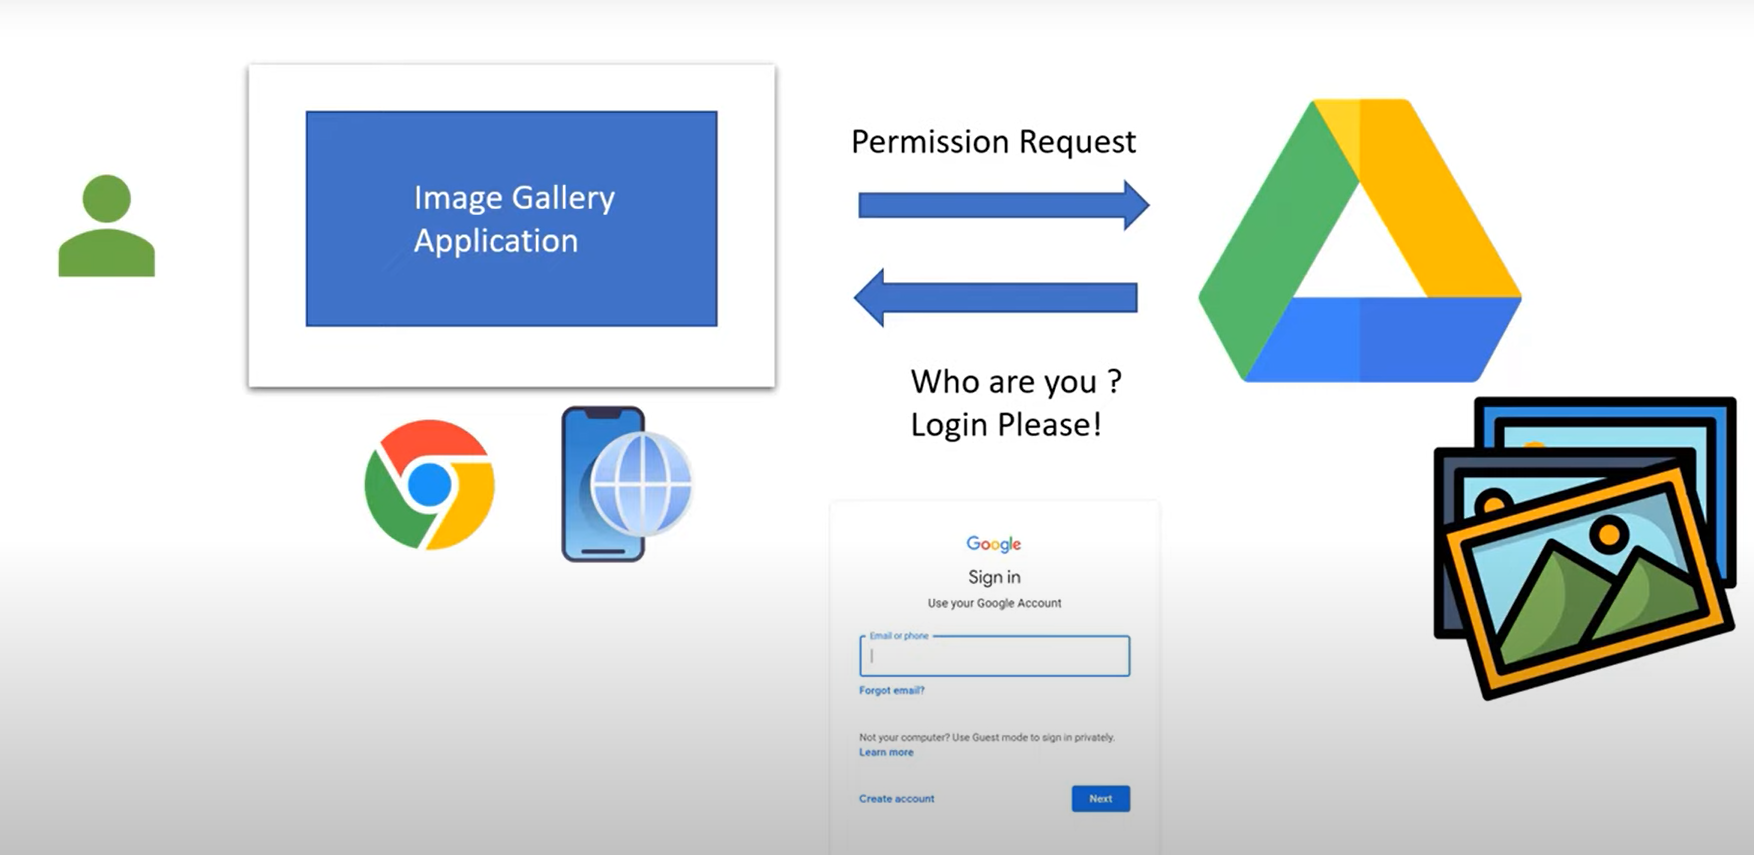 Image Gallery
Application
Permission Request
Who are you ?
Login Please!
Google
Sign in
Use your Google Account
Email or phone
Forgot email?
Not your computer? Use Guest mode to sign in privately.
Learn more
Create account
Next